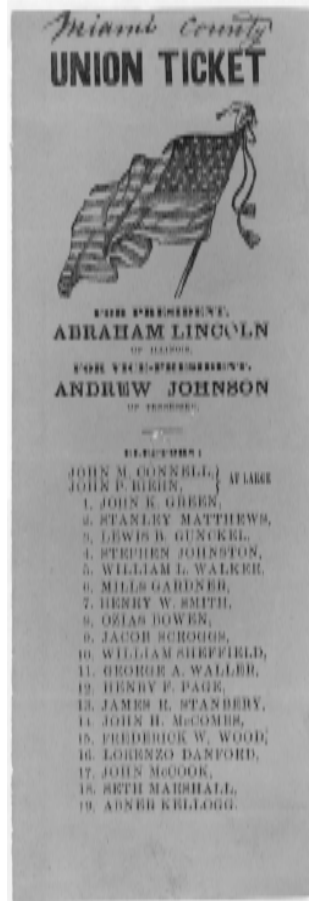 Miami County
UNION TICKET
FOR PRESIDENT,
ABRAHAM LINCOLN
OF ILLINOIS.
FOR VICE-PRESIDENT,
ANDREW JOHNSON
OF TENNESSEE.
ELECTORS:
JOHN M. CONNELL,
JOHN P. BIEHN, } AT LARGE
1. JOHN K. GREEN,
2. STANLEY MATTHEWS,
3. LEWIS B. GUNCKEL,
4. STEPHEN JOHNSTON,
5. WILLIAM L. WALKER,
6. MILLS GARDNER,
7. HENRY W. SMITH,
8. OZIAS BOWEN,
9. JACOB SCROGGS,
10. WILLIAM SHEFFIELD,
11. GEORGE A. WALLER,
12. HENRY F. PAGE,
13. JAMES R. STANBERY,
14. JOHN H. McCOMBS,
15. FREDERICK W. WOOD,
16. LORENZO DANFORD,
17. JOHN McCOOK,
18. SETH MARSHALL,
19. ABNER KELLOGG.